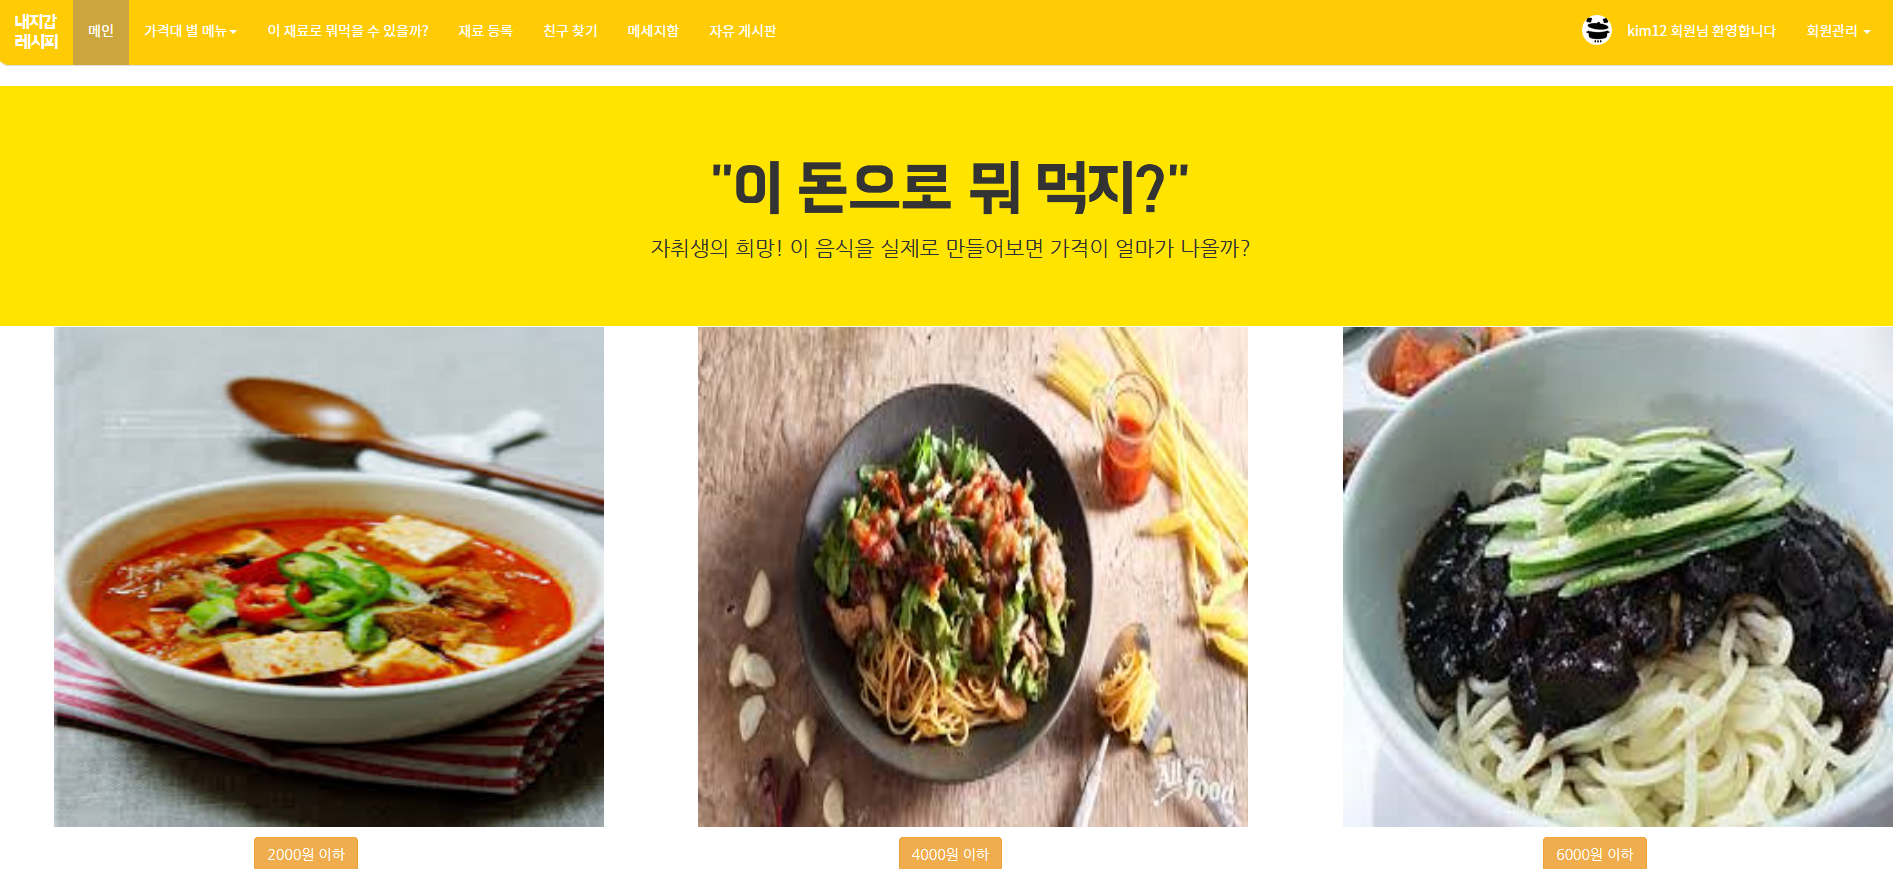 내지갑
레시피
메인
가격대 별 메뉴
이 재료로 뭐먹을 수 있을까?
재료 등록
친구 찾기
메세지함
자유 게시판
kim12 회원님 환영합니다
회원관리
"이 돈으로 뭐 먹지?"
자취생의 희망! 이 음식을 실제로 만들어보면 가격이 얼마가 나올까?
All Food
2000원 이하
4000원 이하
6000원 이하